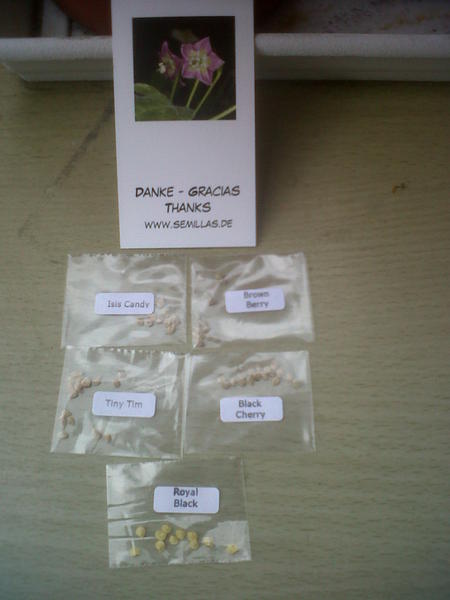 DANKE - GRACIAS
THANKS
WWW.SEMILLAS.DE
Isis Candy
Brown
Berry
Tiny Tim
Black
Cherry
Royal
Black